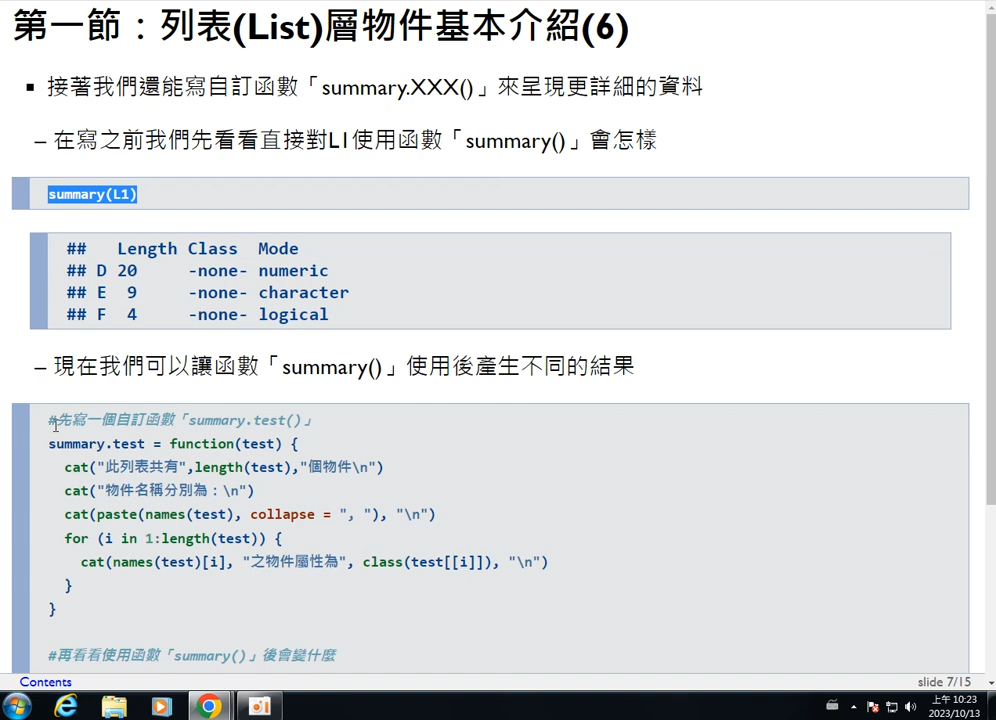 第一節：列表(List)層物件基本介紹(6)
▪ 接著我們還能寫自訂函數「summary.XXX()」來呈現更詳細的資料
– 在寫之前我們先看看直接對L1使用函數「summary()」會怎樣
summary(L1)
##   Length Class  Mode
## D 20     -none- numeric
## E  9     -none- character
## F  4     -none- logical
– 現在我們可以讓函數「summary()」使用後產生不同的結果
#先寫一個自訂函數「summary.test()」
summary.test = function(test) {
  cat("此列表共有",length(test),"個物件\n")
  cat("物件名稱分別為：\n")
  cat(paste(names(test), collapse = ", "), "\n")
  for (i in 1:length(test)) {
    cat(names(test)[i], "之物件屬性為", class(test[[i]]), "\n")
  }
}
#再看看使用函數「summary()」後會變什麼
Contents
slide 7/15
上午 10:23
2023/10/13